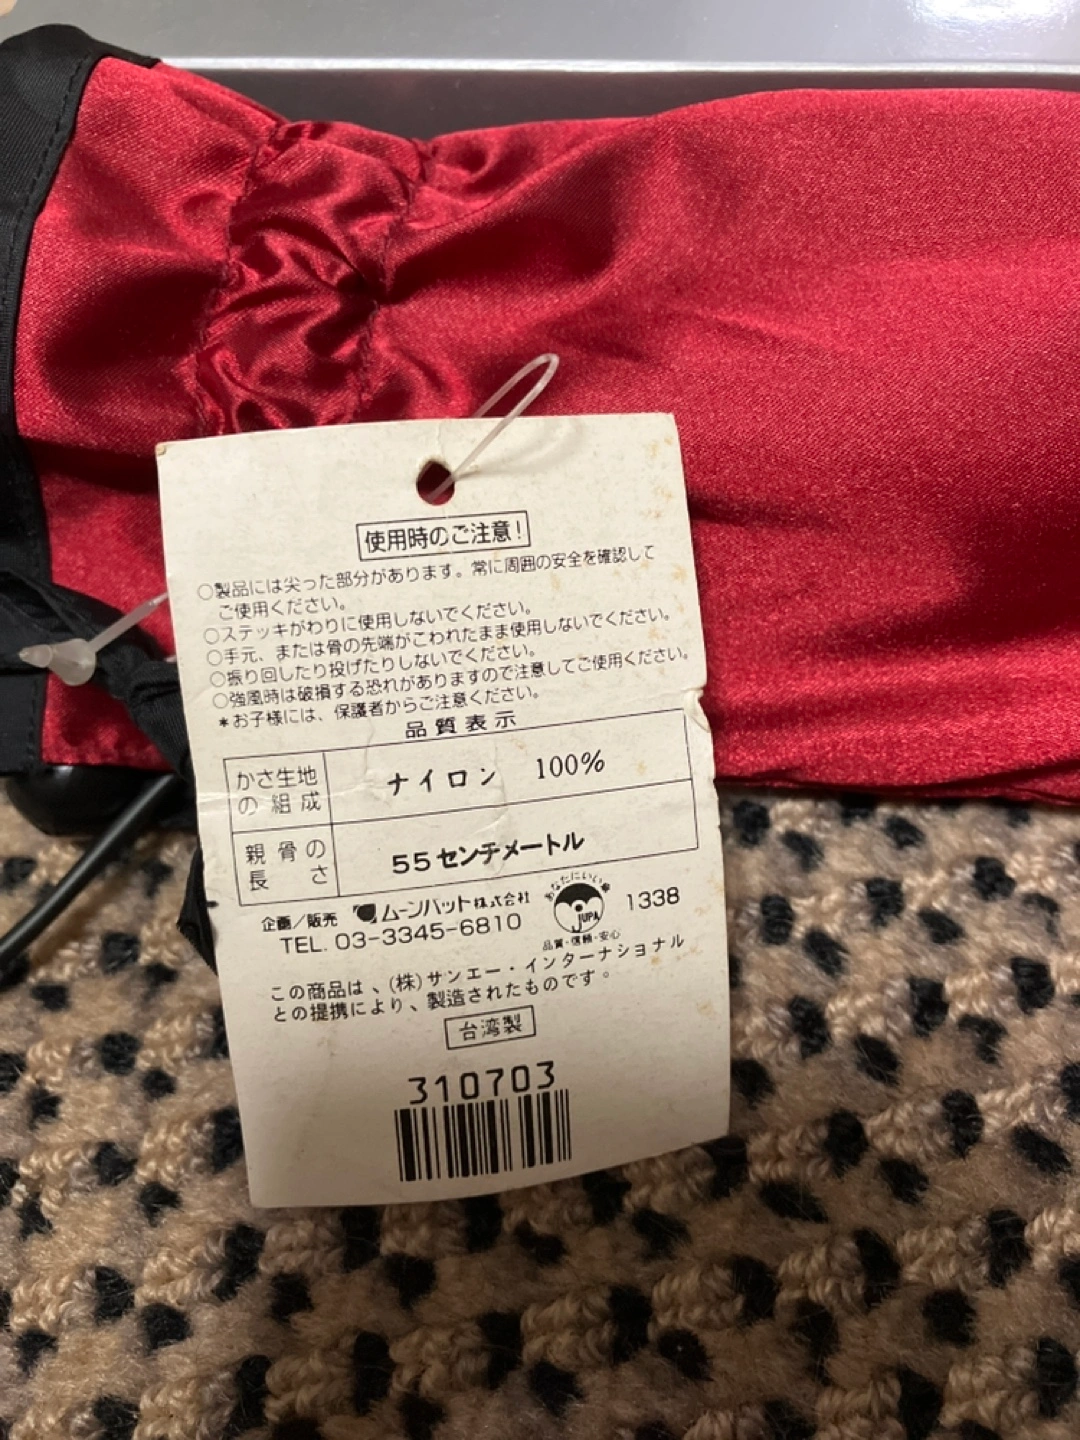 使用時のご注意!
○製品には尖った部分があります。常に周囲の安全を確認して
ご使用ください。
○ステッキがわりに使用しないでください。
○手元、または骨の先端がこわれたまま使用しないでください。
○振り回したり投げたりしないでください。
○強風時は破損する恐れがありますので注意してご使用ください。
*お子様には、保護者からご注意ください。
品質表示
かさ生地の組成 ナイロン 100%
親骨の長さ 55センチメートル
企画/販売 ムーンバット株式会社
TEL. 03-3345-6810
あなたにいい傘
JUPA
品質・信頼・安心
1338
この商品は、(株)サンエー・インターナショナル
との提携により、製造されたものです。
台湾製
310703